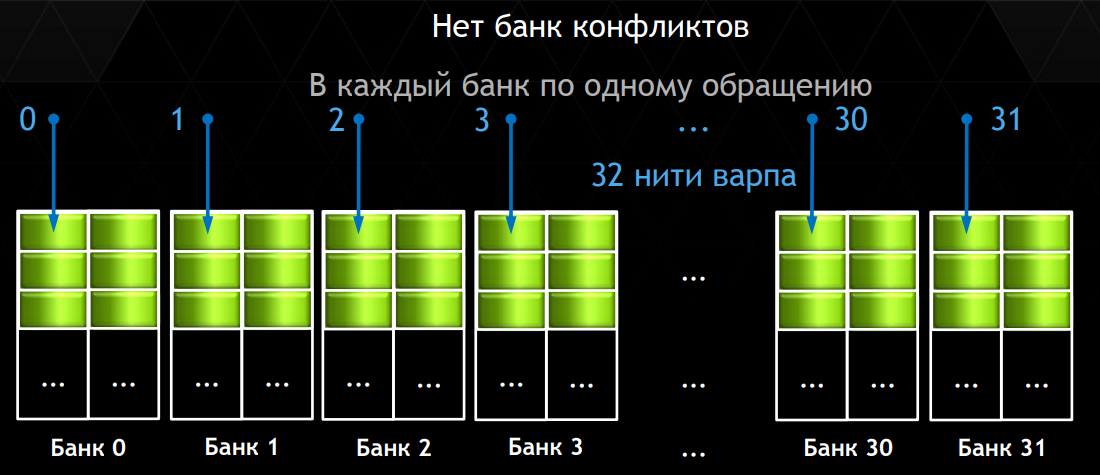 Нет банк конфликтов
В каждый банк по одному обращению
0 1 2 3 ... 30 31
32 нити варпа
...
... ... ... ... ... ... ... ... ... ... ... ... ...
Банк 0 Банк 1 Банк 2 Банк 3 ... Банк 30 Банк 31